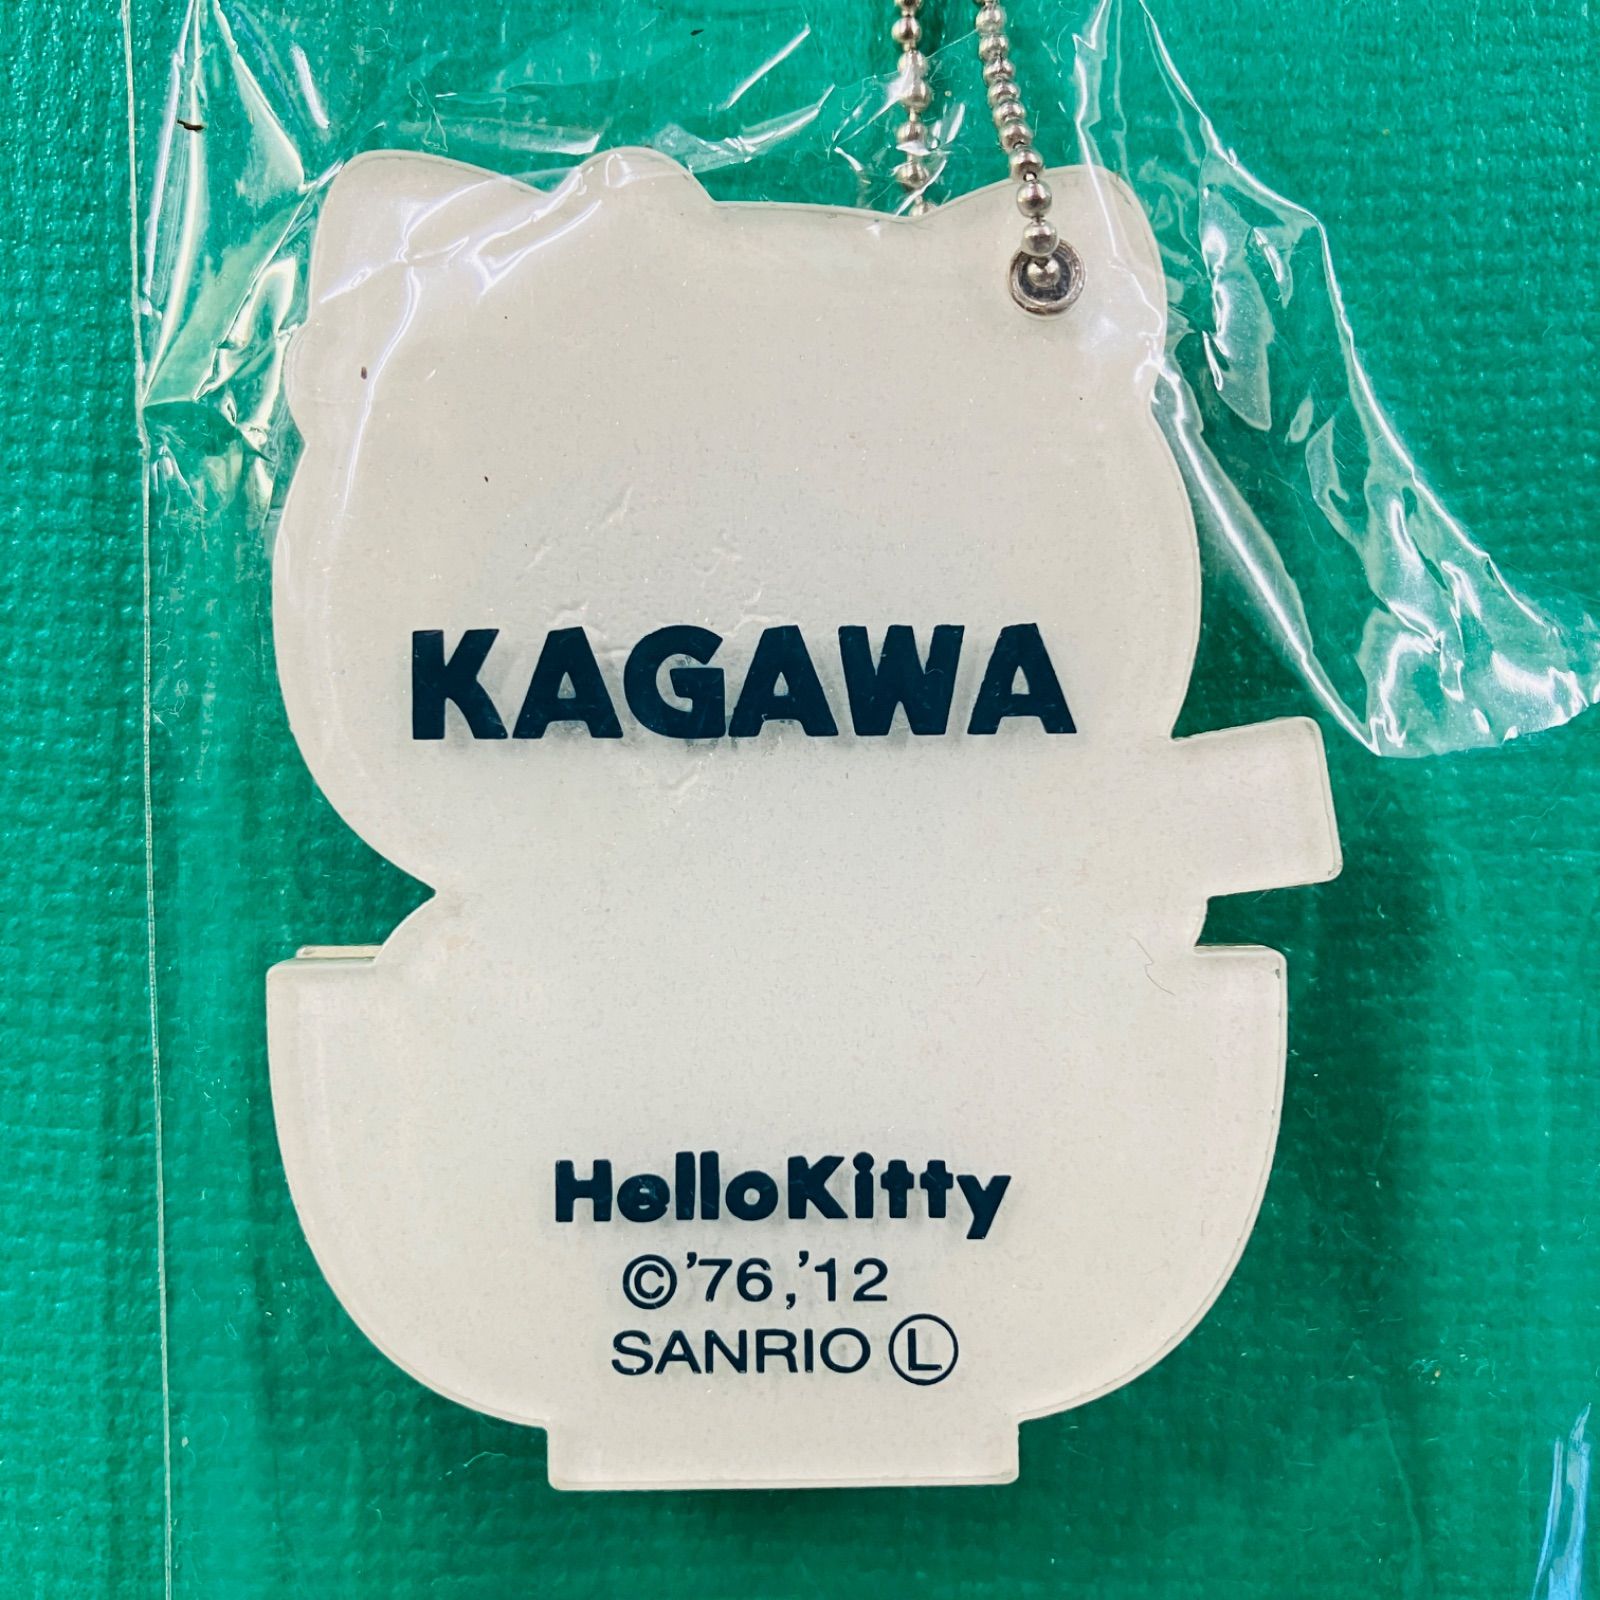 KAGAWA
HelloKitty
©'76,'12
SANRIO Ⓛ